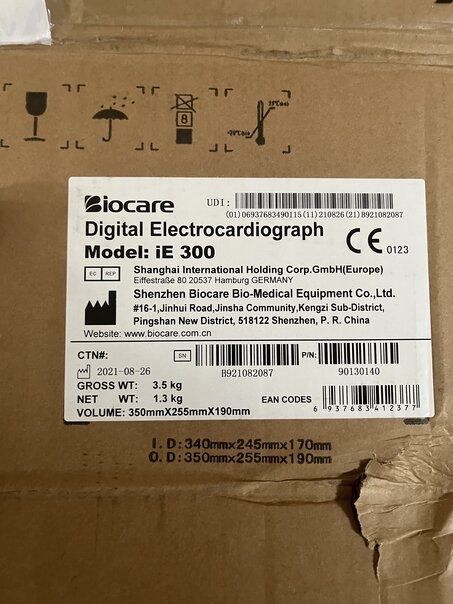 8
55℃
Biocare
UDI:
(01)06937683490115(11)210826(21)B921082087
Digital Electrocardiograph
Model: iE 300
CE 0123
EC REP
Shanghai International Holding Corp.GmbH(Europe)
Eiffestraße 80 20537 Hamburg GERMANY
Shenzhen Biocare Bio-Medical Equipment Co.,Ltd.
#16-1,Jinhui Road,Jinsha Community,Kengzi Sub-District,
Pingshan New District, 518122 Shenzhen, P. R. China
Website: www.biocare.com.cn
CTN#:
SN
P/N:
2021-08-26
B921082087
90130140
GROSS WT: 3.5 kg
NET WT: 1.3 kg
EAN CODES
6 937683 412377
VOLUME: 350mmX255mmX190mm
I.D:340mm×245mm×170mm
O.D:350mm×255mm×190mm